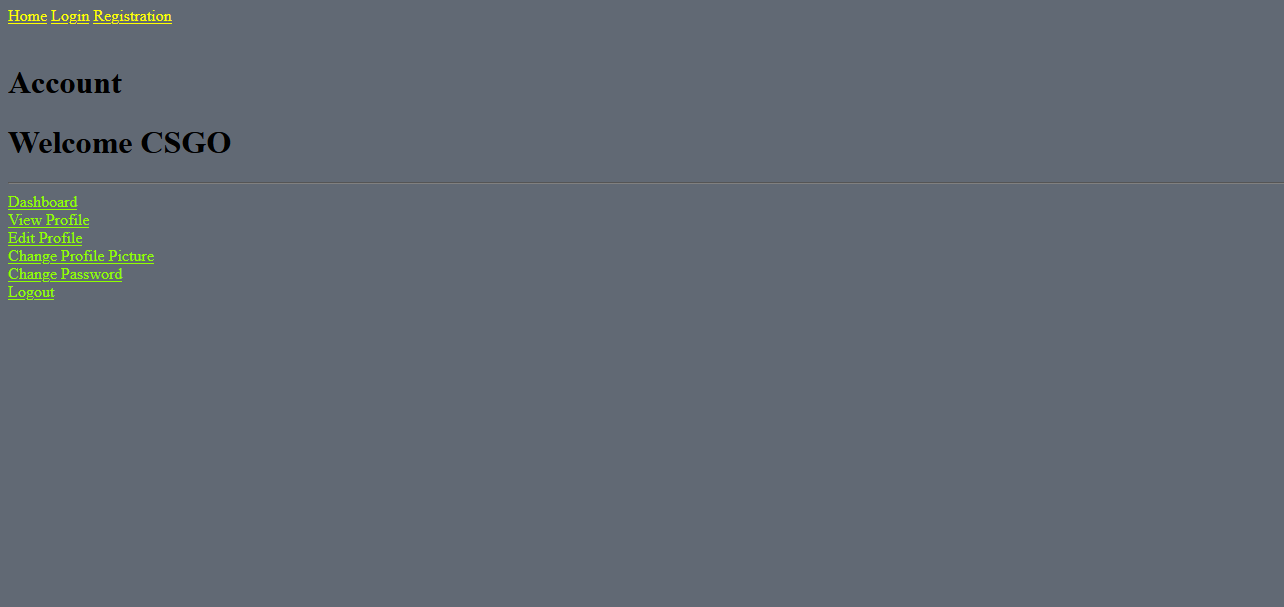 Home Login Registration
Account
Welcome CSGO
Dashboard
View Profile
Edit Profile
Change Profile Picture
Change Password
Logout